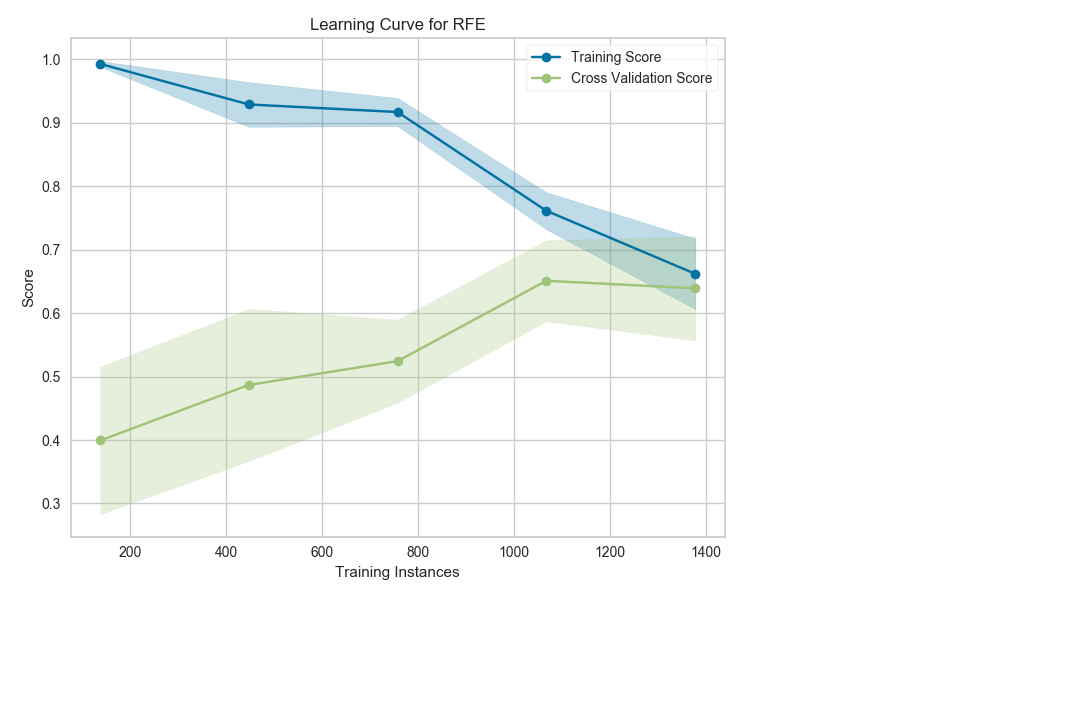 Learning Curve for RFE
Training Score
Cross Validation Score
1.0
0.9
0.8
0.7
0.6
0.5
0.4
0.3
Score
200 400 600 800 1000 1200 1400
Training Instances